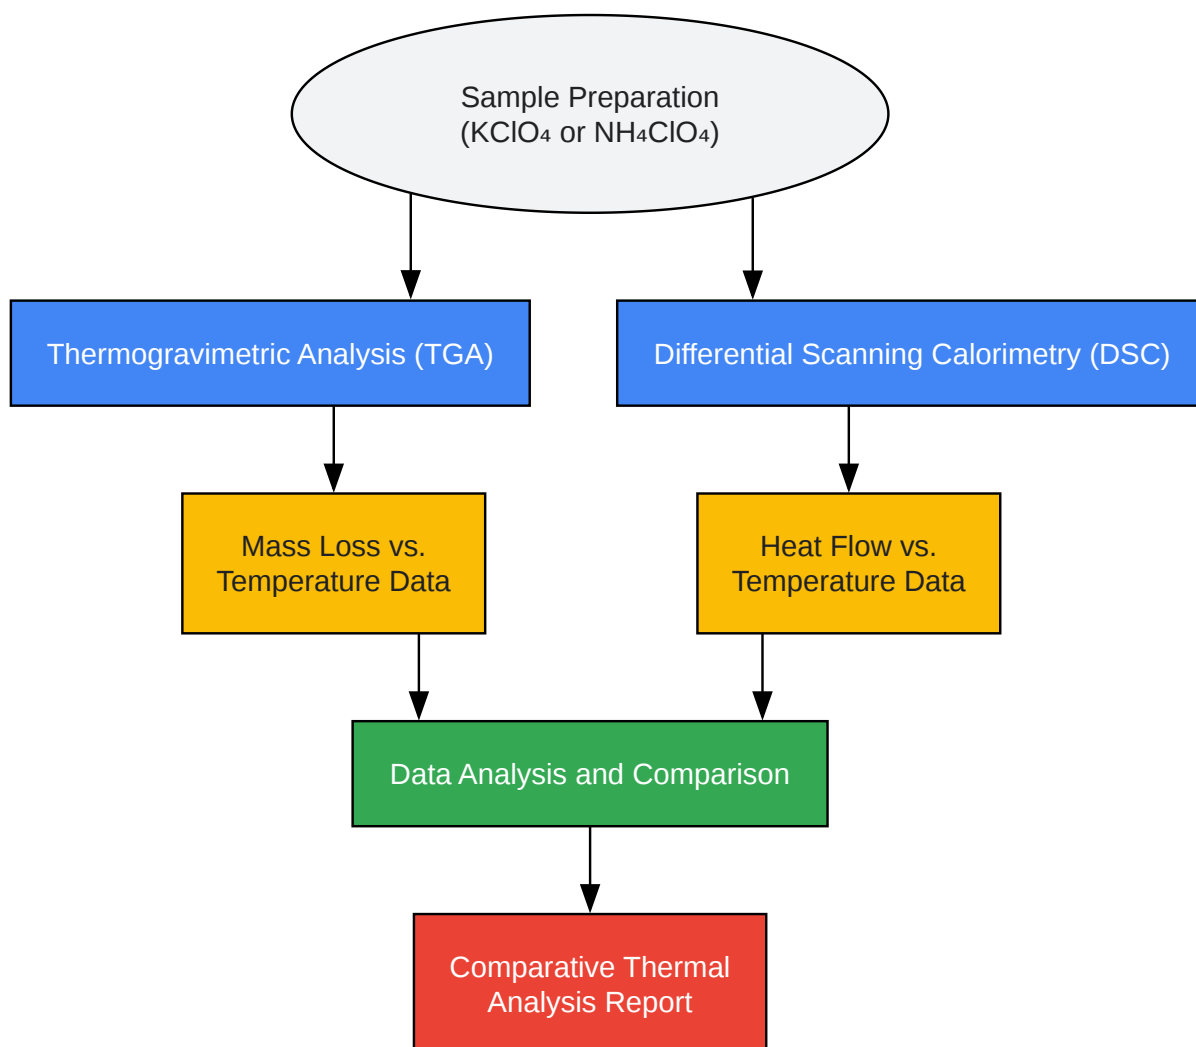 Sample Preparation
(KClO₄ or NH₄ClO₄)
Thermogravimetric Analysis (TGA)
Differential Scanning Calorimetry (DSC)
Mass Loss vs.
Temperature Data
Heat Flow vs.
Temperature Data
Data Analysis and Comparison
Comparative Thermal
Analysis Report